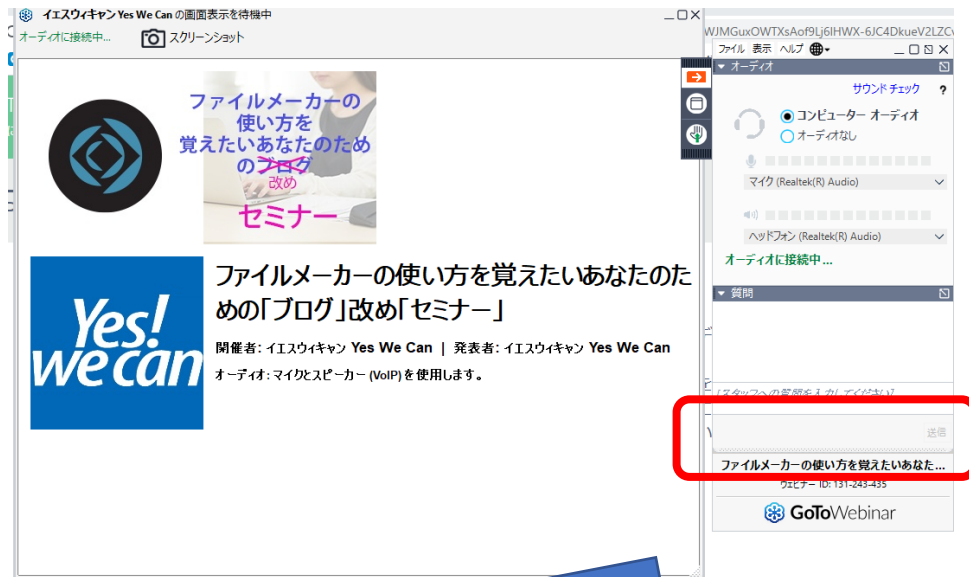 イエスウィキャン Yes We Can の画面表示を待機中
オーディオに接続中...
スクリーンショット
ファイルメーカーの
使い方を
覚えたいあなたのため
のブログ
改め
セミナー
Yes!
we can
ファイルメーカーの使い方を覚えたいあなたのた
めの「ブログ」改め「セミナー」
開催者: イエスウィキャン Yes We Can | 発表者: イエスウィキャン Yes We Can
オーディオ: マイクとスピーカー (VoIP) を使用します。
WJMGuxOWTXsAof9Lj6IHWX-6JC4DkueV2LZC
ファイル 表示 ヘルプ
オーディオ
サウンド チェック ?
コンピューター オーディオ
オーディオなし
マイク (Realtek(R) Audio)
ヘッドフォン (Realtek(R) Audio)
オーディオに接続中...
質問
[スタッフへの質問を入力してください]
送信
ファイルメーカーの使い方を覚えたいあなた...
ウェビナー ID: 131-243-435
GoToWebinar